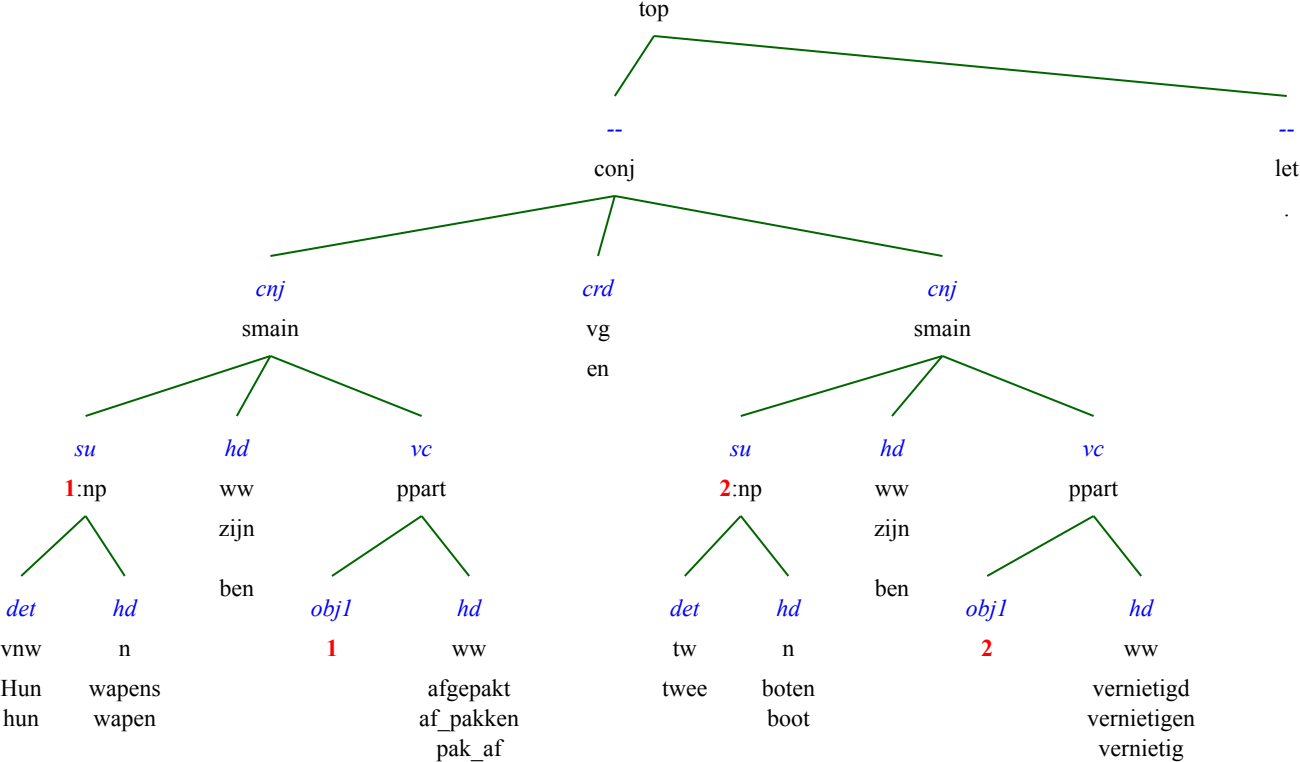 top
-- --
conj let
.
cnj crd cnj
smain vg smain
en
su hd vc su hd vc
1:np ww ppart 2:np ww ppart
zijn zijn
ben ben
det hd obj1 hd det hd obj1 hd
vnw n 1 ww tw n 2 ww
Hun wapens afgepakt twee boten vernietigd
hun wapen af_pakken boot vernietigen
pak_af vernietig